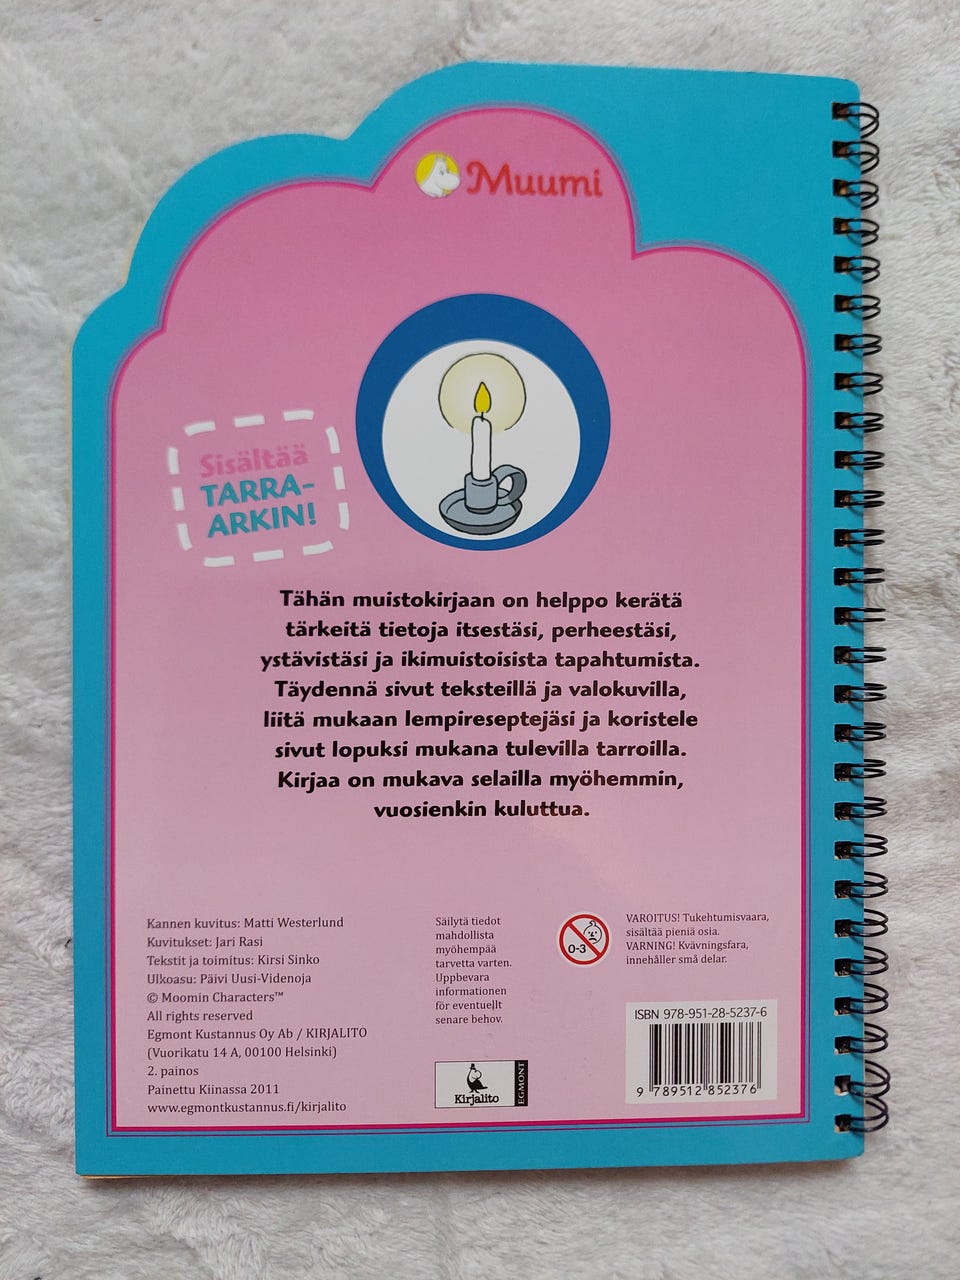 Muumi
Sisältää
TARRA-
ARKIN!
Tähän muistokirjaan on helppo kerätä
tärkeitä tietoja itsestäsi, perheestäsi,
ystävistäsi ja ikimuistoisista tapahtumista.
Täydennä sivut teksteillä ja valokuvilla,
liitä mukaan lempireseptejäsi ja koristele
sivut lopuksi mukana tulevilla tarroilla.
Kirjaa on mukava selailla myöhemmin,
vuosienkin kuluttua.
Kannen kuvitus: Matti Westerlund
Kuvitukset: Jari Rasi
Tekstit ja toimitus: Kirsi Sinko
Ulkoasu: Päivi Uusi-Videnoja
© Moomin Characters™
All rights reserved
Egmont Kustannus Oy Ab / KIRJALITO
(Vuorikatu 14 A, 00100 Helsinki)
2. painos
Painettu Kiinassa 2011
www.egmontkustannus.fi/kirjalito
Säilytä tiedot
mahdollista
myöhempää
tarvetta varten.
Uppbevara
informationen
för eventuellt
senare behov.
Kirjalito
EGMONT
0-3
VAROITUS! Tukehtumisvaara,
sisältää pieniä osia.
VARNING! Kvävningsfara,
innehåller små delar.
ISBN 978-951-28-5237-6
9 789512 852376